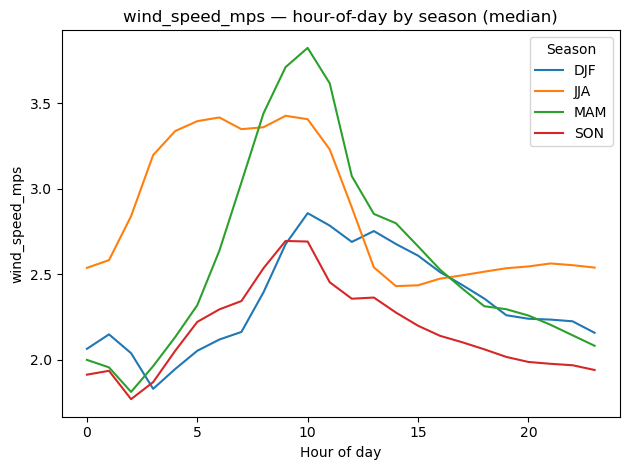 wind_speed_mps — hour-of-day by season (median)
Season
DJF
JJA
MAM
SON
wind_speed_mps
3.5
3.0
2.5
2.0
0 5 10 15 20
Hour of day